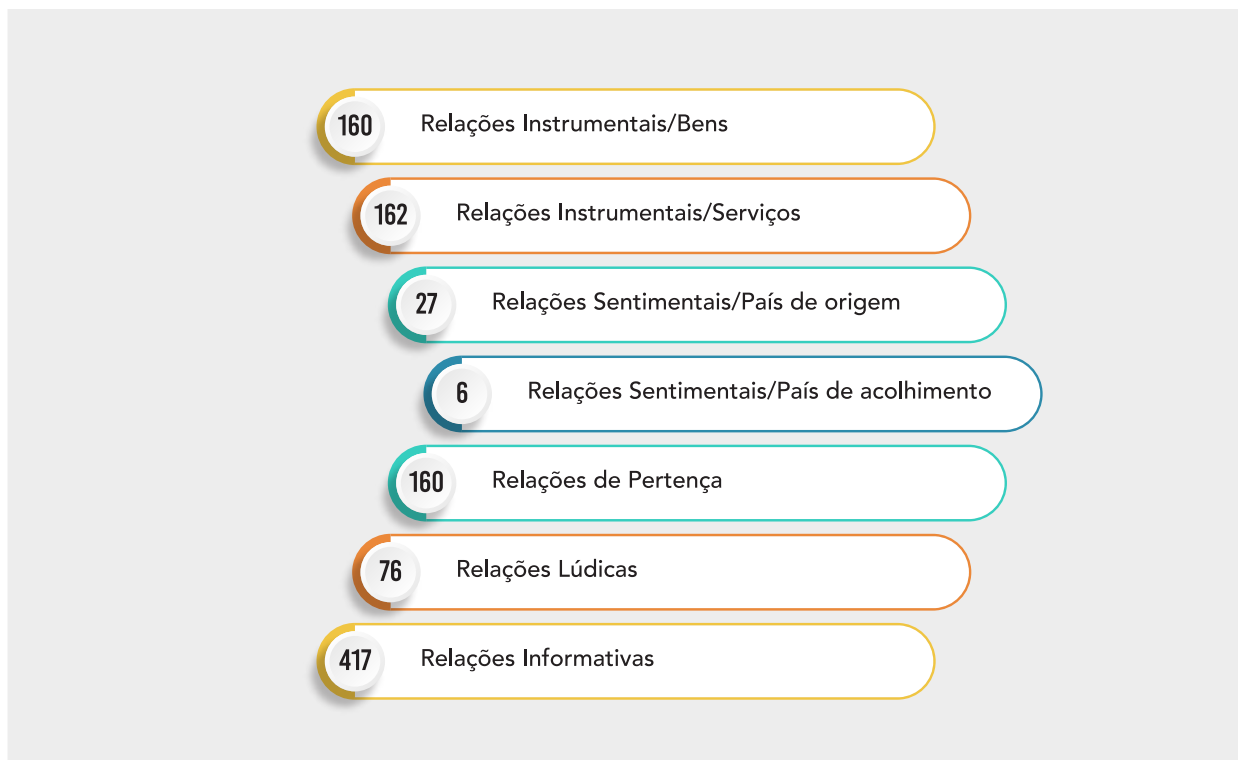 160 Relações Instrumentais/Bens
162 Relações Instrumentais/Serviços
27 Relações Sentimentais/País de origem
6 Relações Sentimentais/País de acolhimento
160 Relações de Pertença
76 Relações Lúdicas
417 Relações Informativas